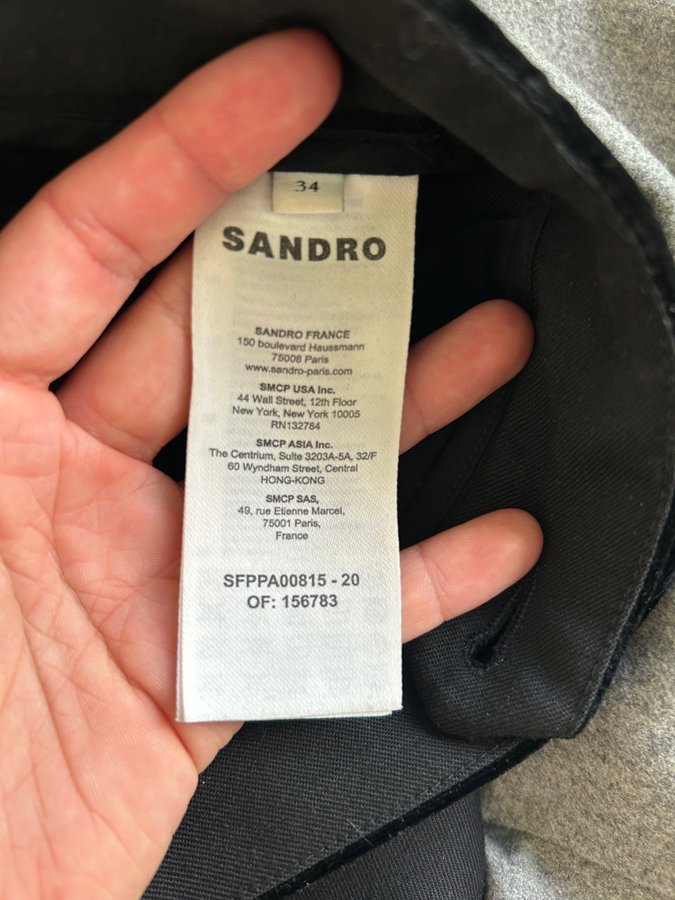 34
SANDRO
SANDRO FRANCE
150 boulevard Haussmann
75008 Paris
www.sandro-paris.com
SMCP USA Inc.
44 Wall Street, 12th Floor
New York, New York 10005
RN132784
SMCP ASIA Inc.
The Centrium, Suite 3203A-5A, 32/F
60 Wyndham Street, Central
HONG-KONG
SMCP SAS,
49, rue Etienne Marcel,
75001 Paris,
France
SFPPA00815 - 20
OF: 156783